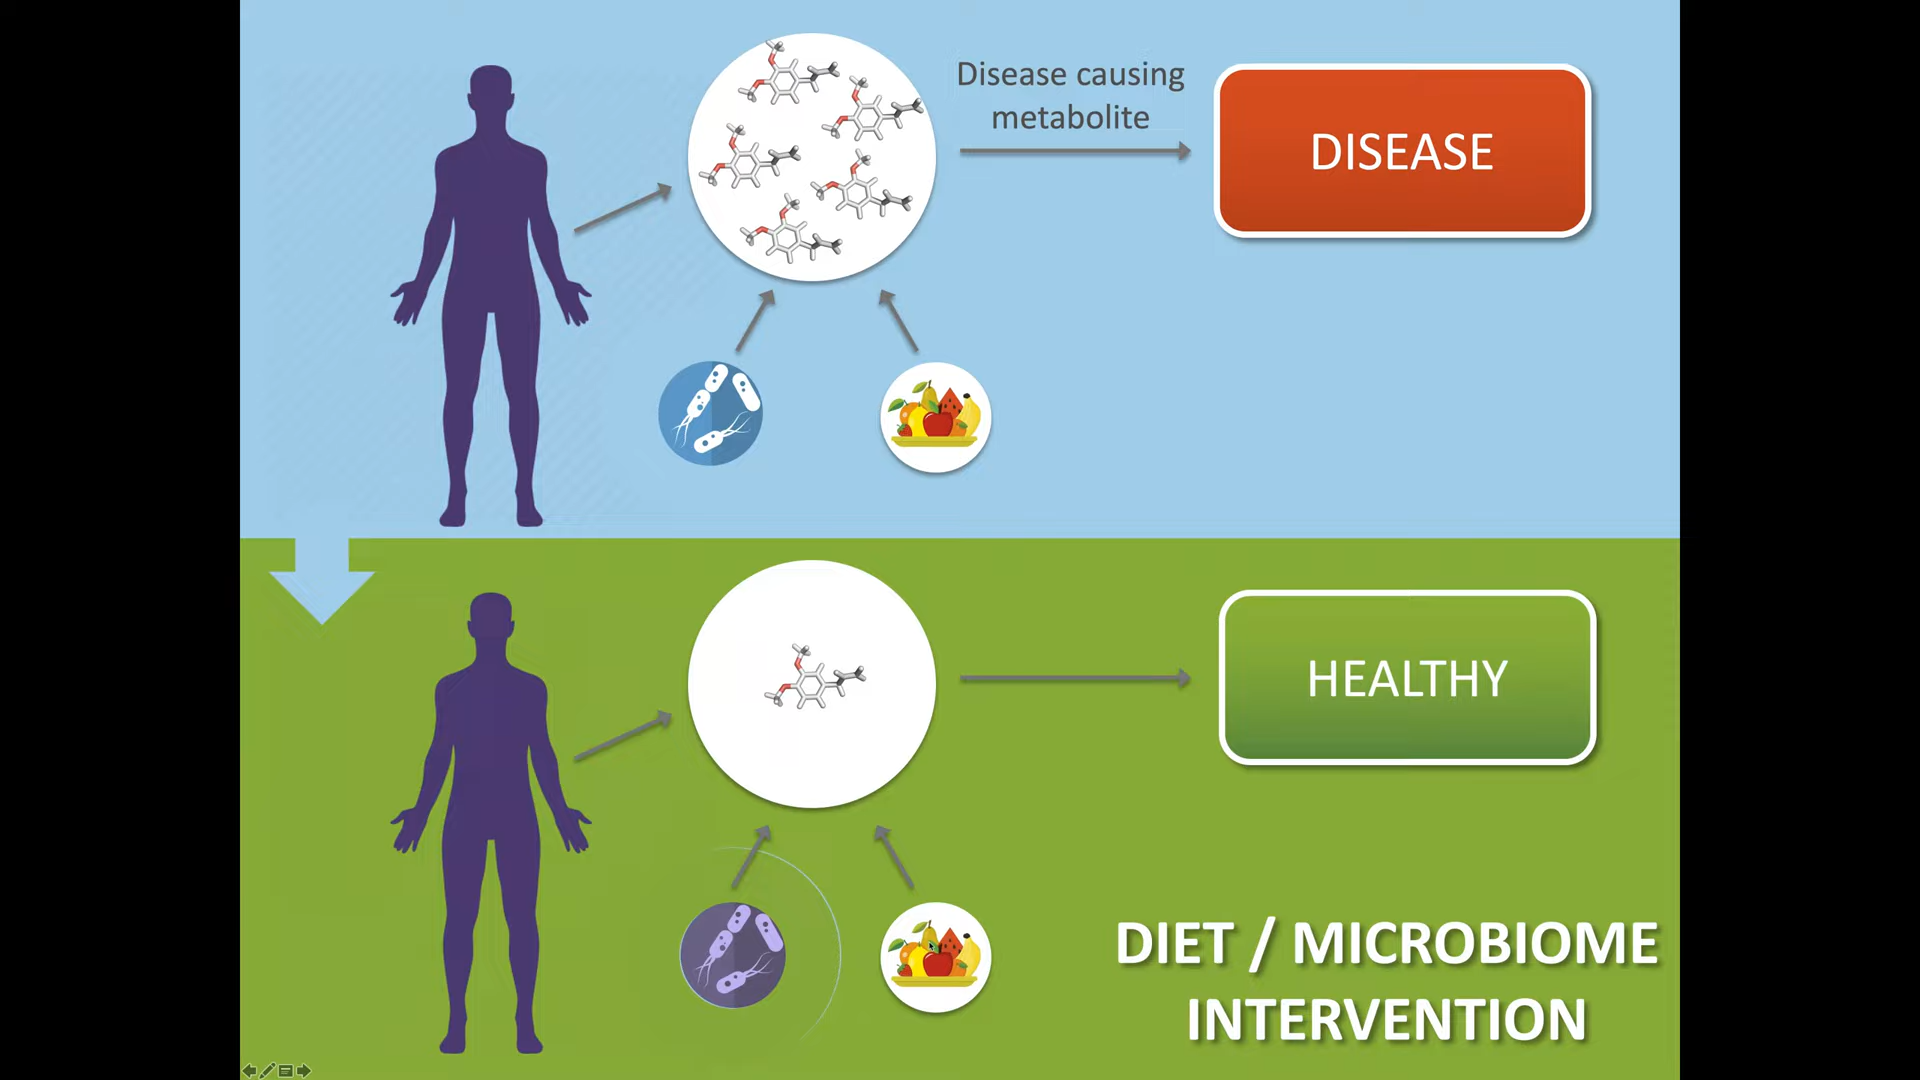 Disease causing
metabolite
DISEASE
HEALTHY
DIET / MICROBIOME
INTERVENTION